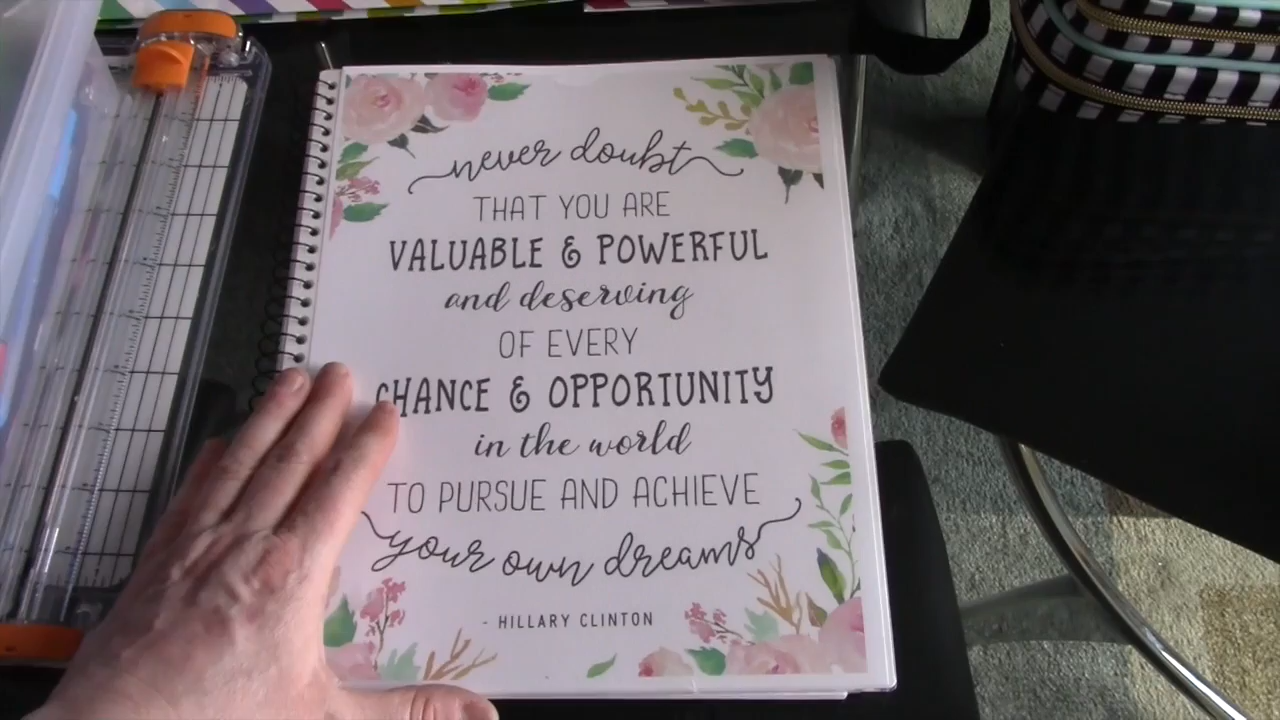 never doubt
THAT YOU ARE
VALUABLE & POWERFUL
and deserving
OF EVERY
CHANCE & OPPORTUNITY
in the world
TO PURSUE AND ACHIEVE
your own dreams
- HILLARY CLINTON